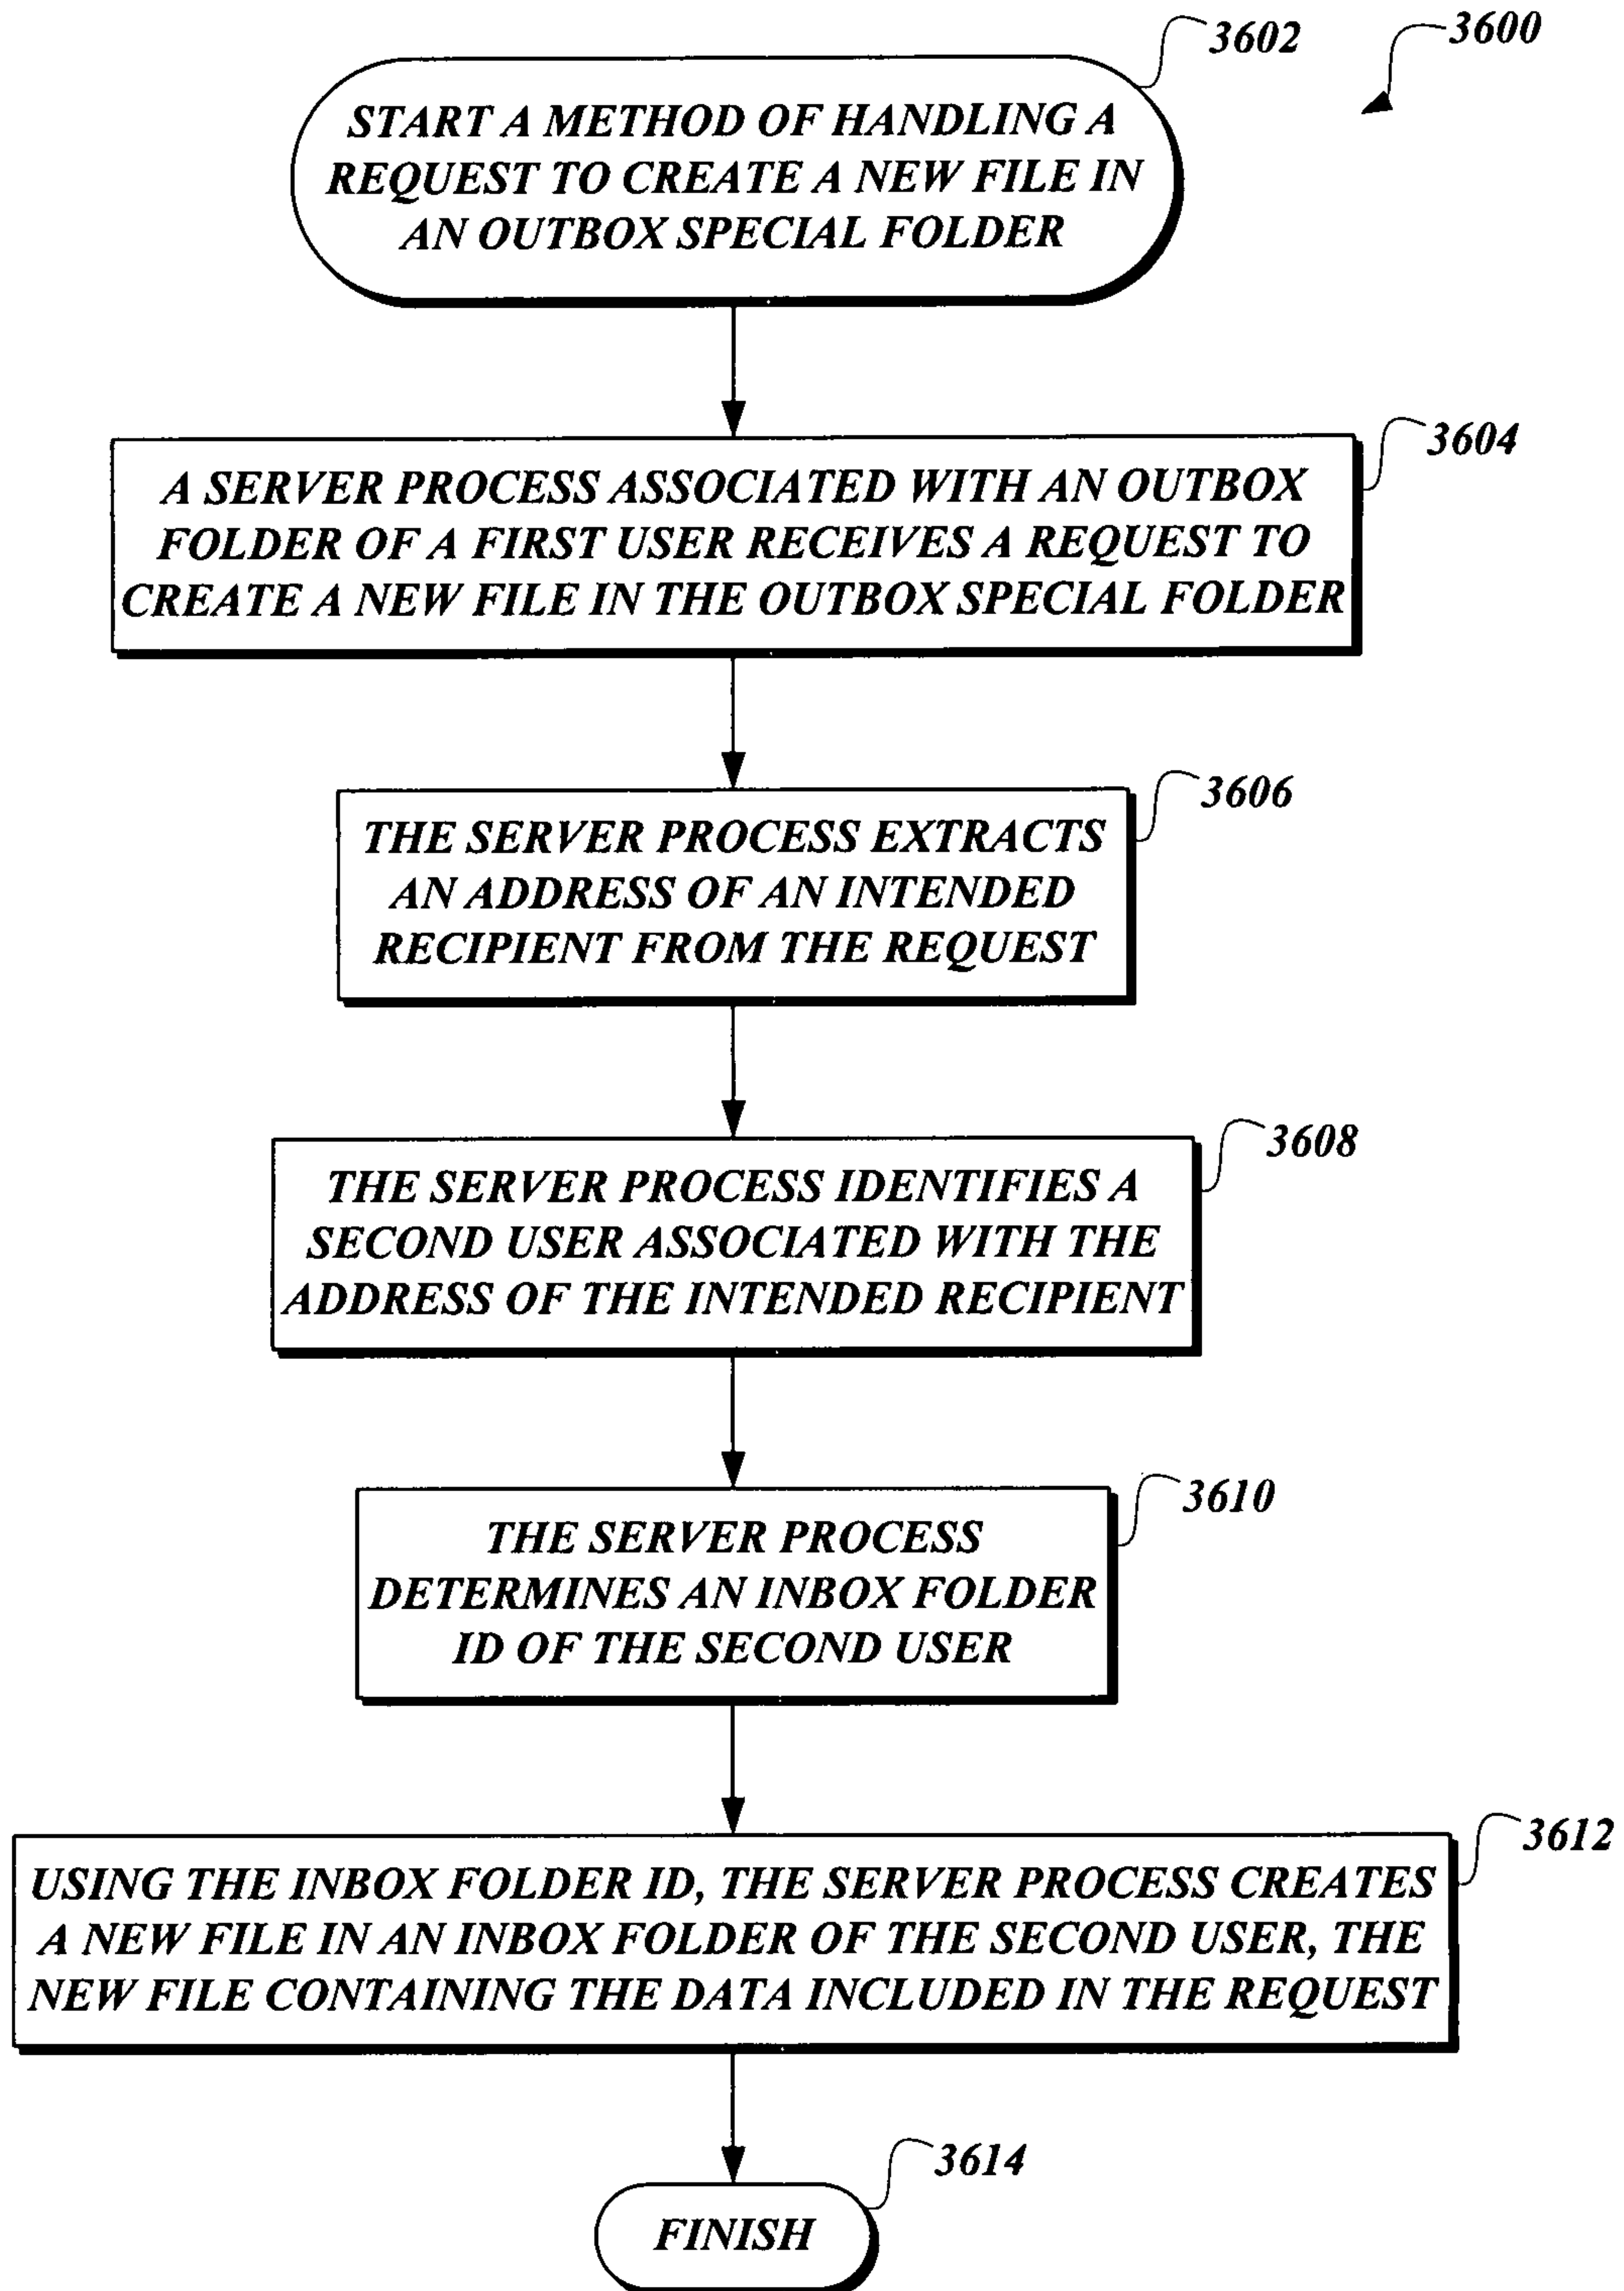 3602
3600
START A METHOD OF HANDLING A
REQUEST TO CREATE A NEW FILE IN
AN OUTBOX SPECIAL FOLDER
3604
A SERVER PROCESS ASSOCIATED WITH AN OUTBOX
FOLDER OF A FIRST USER RECEIVES A REQUEST TO
CREATE A NEW FILE IN THE OUTBOX SPECIAL FOLDER
3606
THE SERVER PROCESS EXTRACTS
AN ADDRESS OF AN INTENDED
RECIPIENT FROM THE REQUEST
3608
THE SERVER PROCESS IDENTIFIES A
SECOND USER ASSOCIATED WITH THE
ADDRESS OF THE INTENDED RECIPIENT
3610
THE SERVER PROCESS
DETERMINES AN INBOX FOLDER
ID OF THE SECOND USER
3612
USING THE INBOX FOLDER ID, THE SERVER PROCESS CREATES
A NEW FILE IN AN INBOX FOLDER OF THE SECOND USER, THE
NEW FILE CONTAINING THE DATA INCLUDED IN THE REQUEST
3614
FINISH